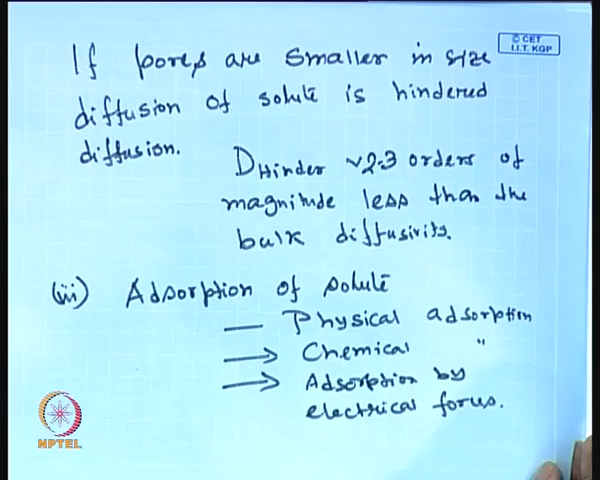 © CET
I.I.T. KGP
If pores are smaller in size
diffusion of solute is hindered
diffusion.
DHinder ~2-3 orders of
magnitude less than the
bulk diffusivity.
(iii) Adsorption of solute
— Physical adsorption
→ Chemical "
→ Adsorption by
electrical forces.
NPTEL